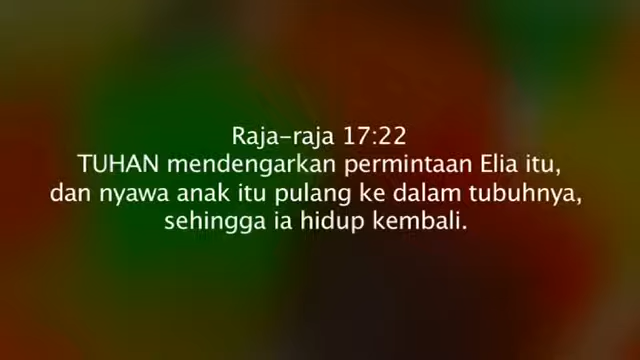 Raja-raja 17:22
TUHAN mendengarkan permintaan Elia itu,
dan nyawa anak itu pulang ke dalam tubuhnya,
sehingga ia hidup kembali.